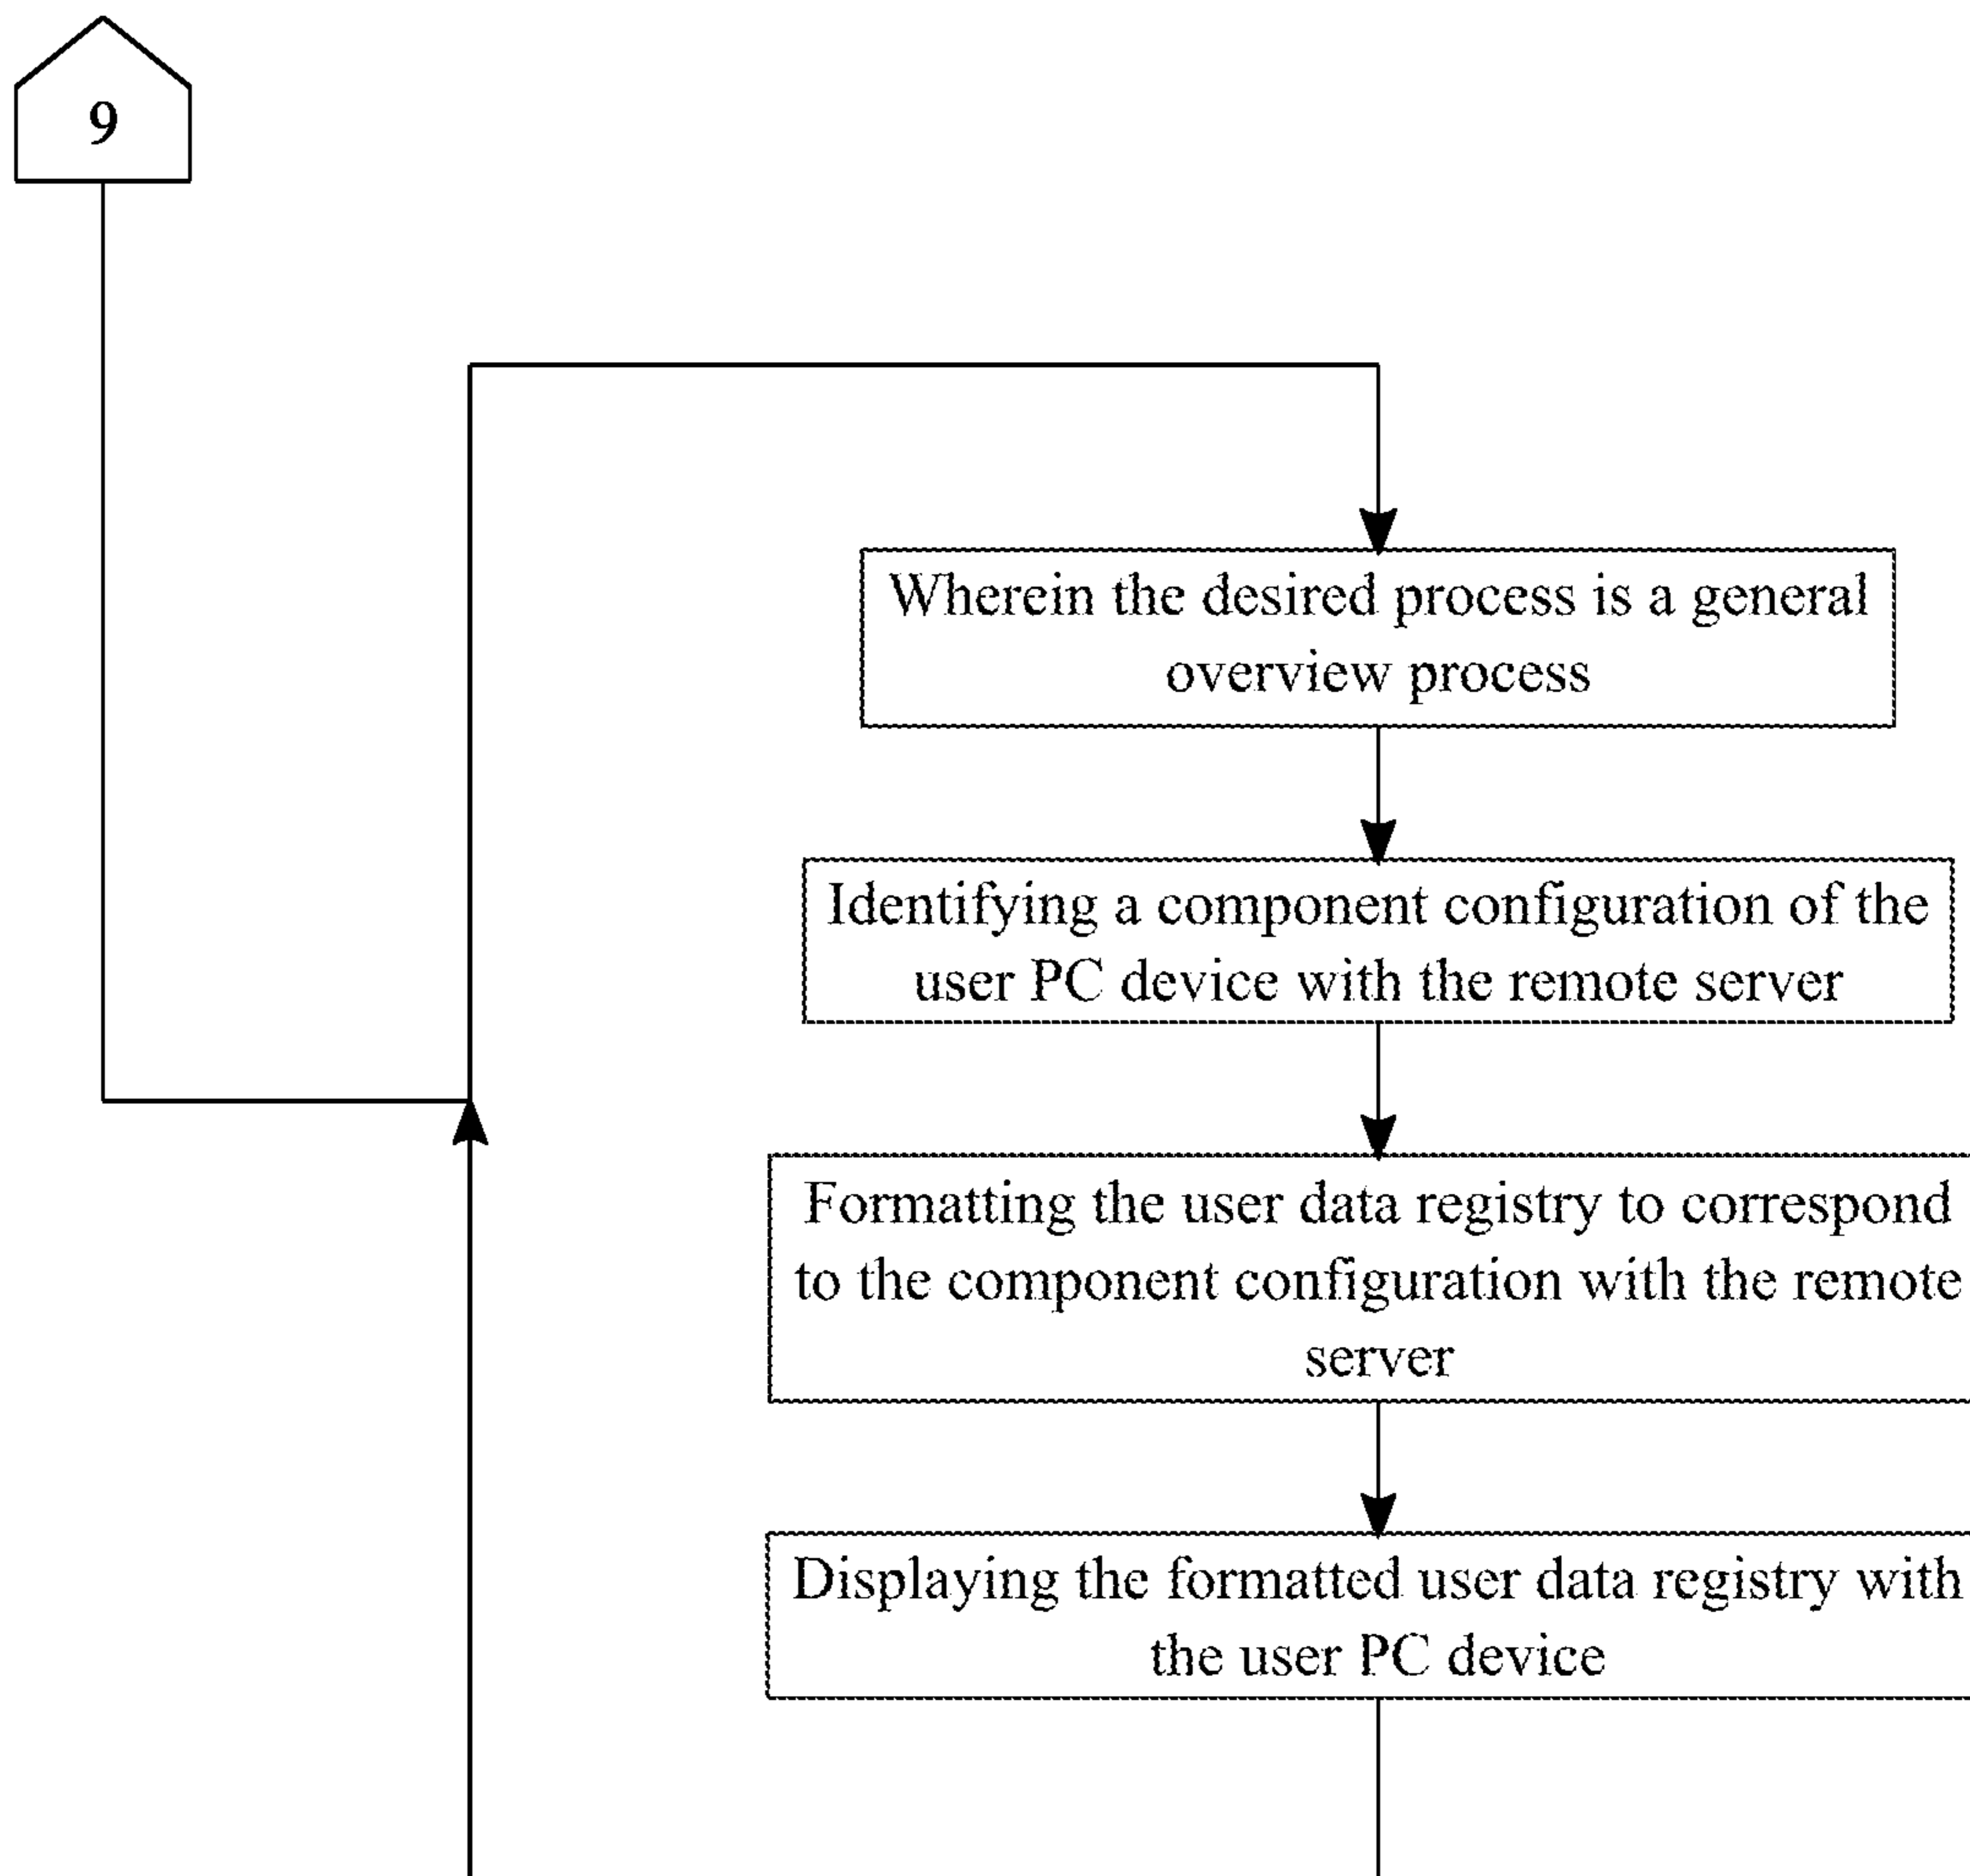 9
Wherein the desired process is a general
overview process
Identifying a component configuration of the
user PC device with the remote server
Formatting the user data registry to correspond
to the component configuration with the remote
server
Displaying the formatted user data registry with
the user PC device